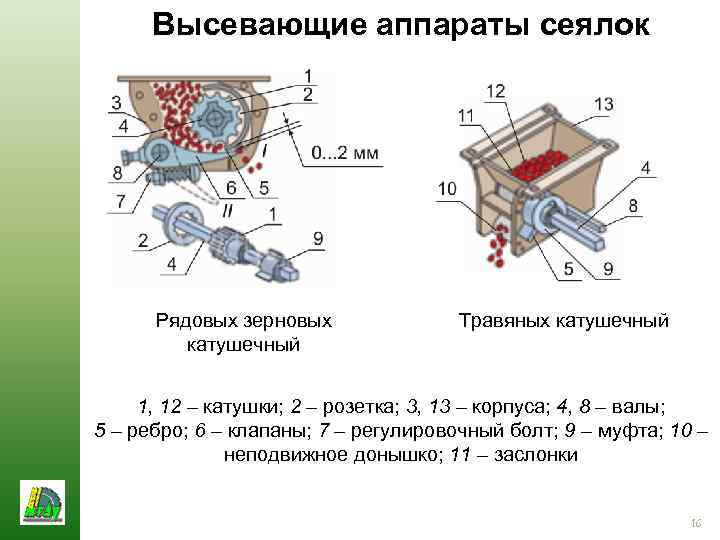 Высевающие аппараты сеялок
1
2
3
4
I
0...2 мм
8
7
6
5
II
1
2
4
9
12
13
11
10
4
8
5
9
Рядовых зерновых
катушечный
Травяных катушечный
1, 12 – катушки; 2 – розетка; 3, 13 – корпуса; 4, 8 – валы;
5 – ребро; 6 – клапаны; 7 – регулировочный болт; 9 – муфта; 10 –
неподвижное донышко; 11 – заслонки
16